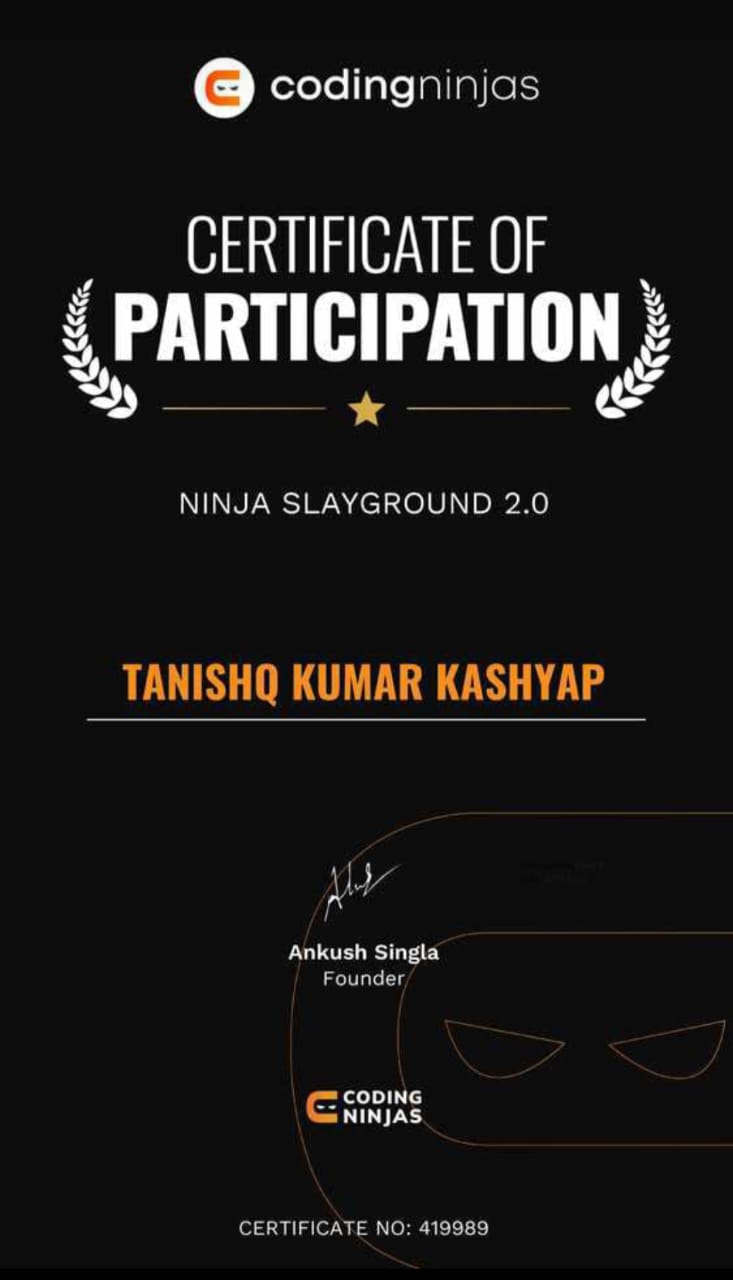 codingninjas
CERTIFICATE OF
PARTICIPATION
NINJA SLAYGROUND 2.0
TANISHQ KUMAR KASHYAP
Ankush Singla
Founder
CODING
NINJAS
CERTIFICATE NO: 419989